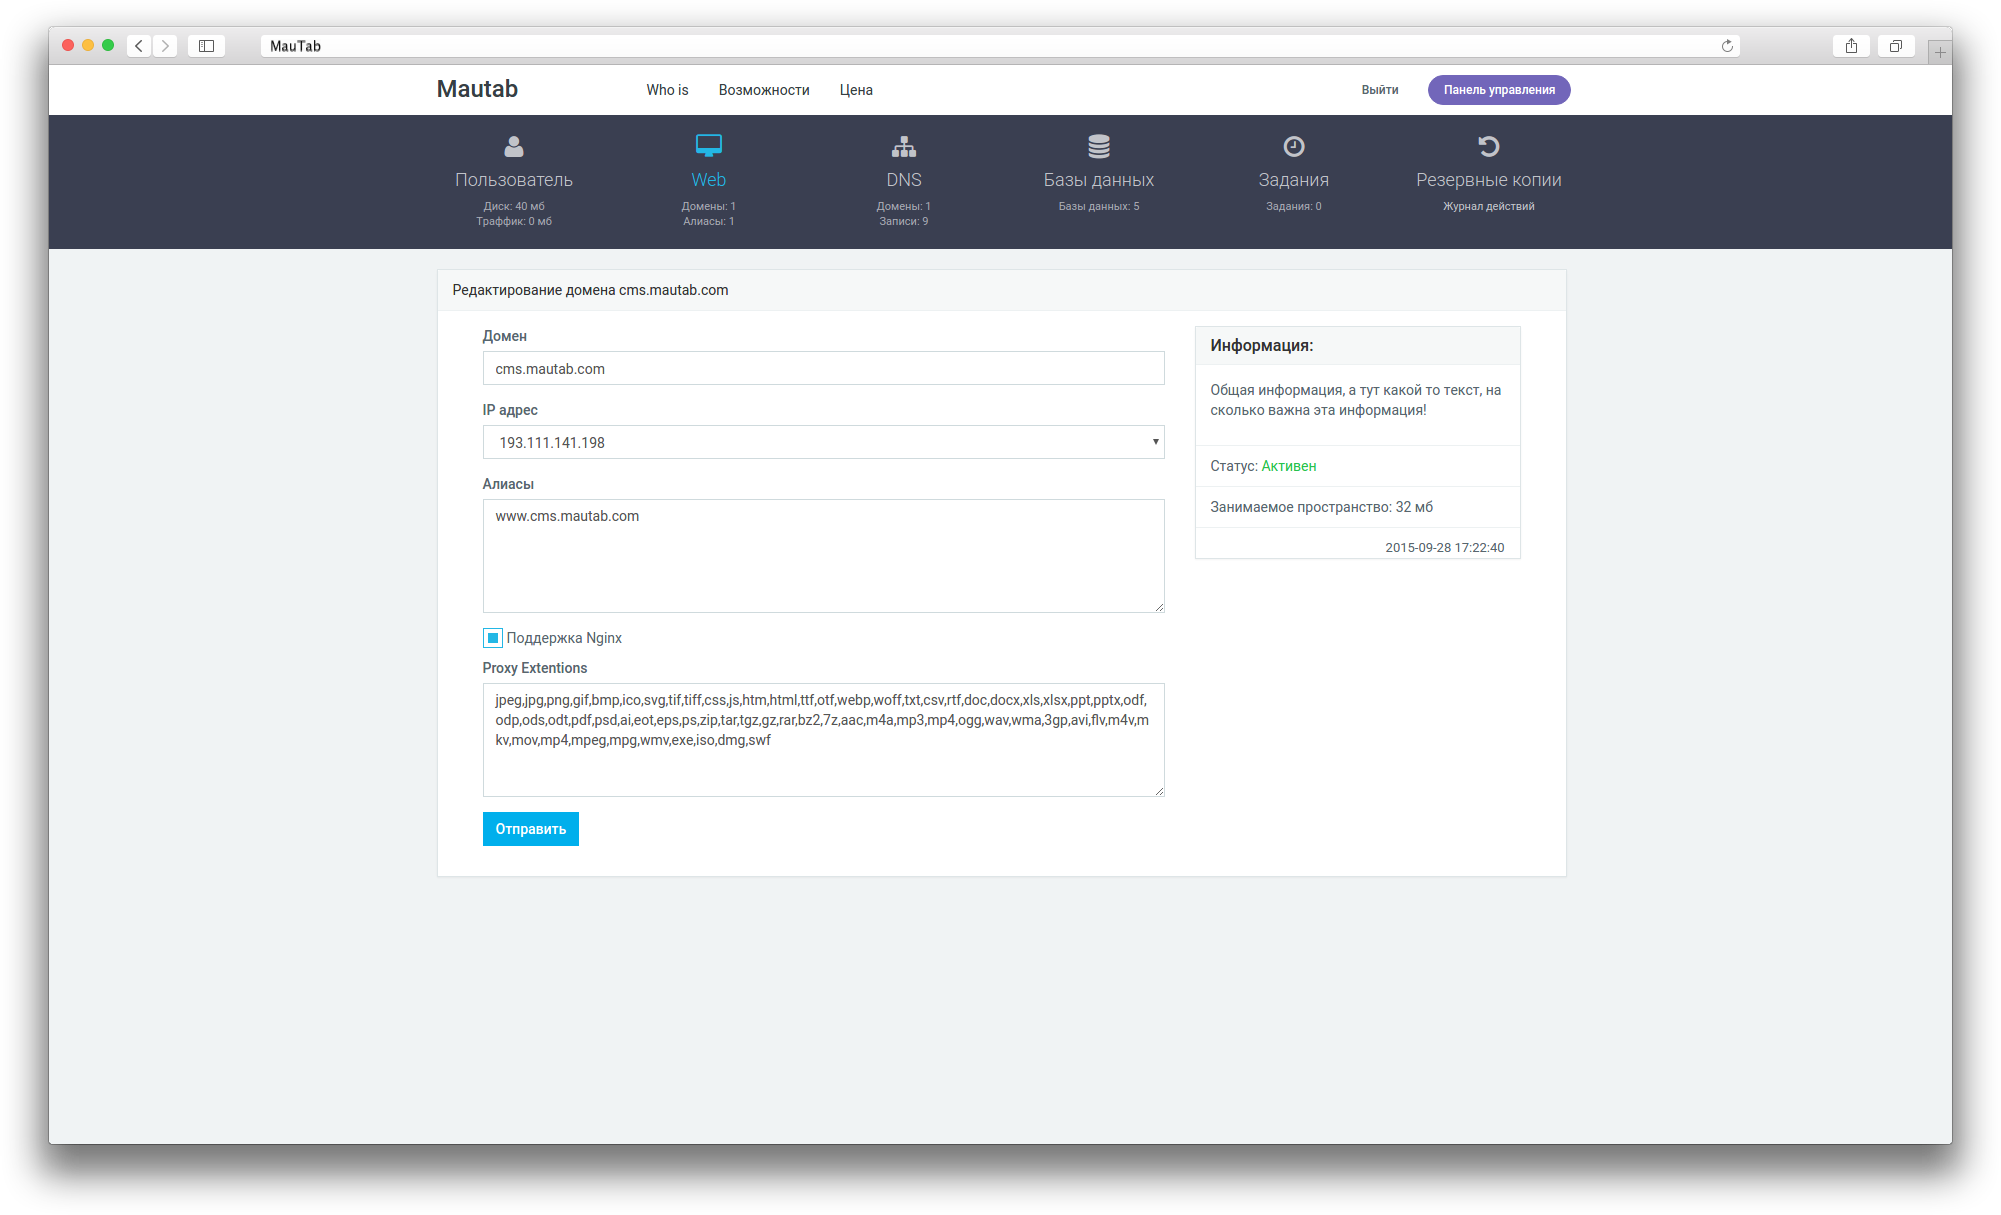 MauTab
Mautab
Who is
Возможности
Цена
Выйти
Панель управления
Пользователь
Диск: 40 мб
Траффик: 0 мб
Web
Домены: 1
Алиасы: 1
DNS
Домены: 1
Записи: 9
Базы данных
Базы данных: 5
Задания
Задания: 0
Резервные копии
Журнал действий
Редактирование домена cms.mautab.com
Домен
cms.mautab.com
IP адрес
193.111.141.198
Алиасы
www.cms.mautab.com
Поддержка Nginx
Proxy Extentions
jpeg,jpg,png,gif,bmp,ico,svg,tif,tiff,css,js,htm,html,ttf,otf,webp,woff,txt,csv,rtf,doc,docx,xls,xlsx,ppt,pptx,odf,
odp,ods,odt,pdf,psd,ai,eot,eps,ps,zip,tar,tgz,gz,rar,bz2,7z,aac,m4a,mp3,mp4,ogg,wav,wma,3gp,avi,flv,m4v,m
kv,mov,mp4,mpeg,mpg,wmv,exe,iso,dmg,swf
Отправить
Информация:
Общая информация, а тут какой то текст, на
сколько важна эта информация!
Статус: Активен
Занимаемое пространство: 32 мб
2015-09-28 17:22:40